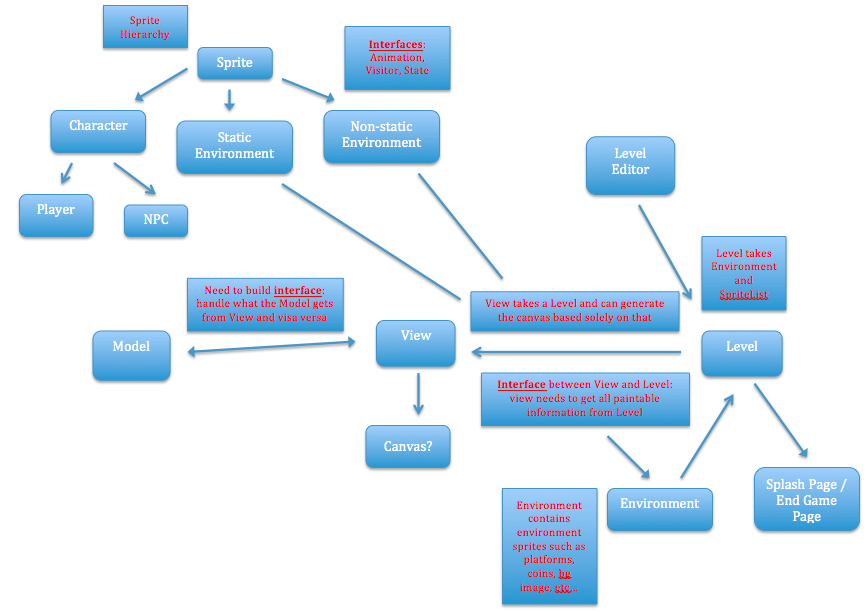 Sprite
Hierarchy
Sprite
Interfaces:
Animation,
Visitor, State
Character
Static
Environment
Non-static
Environment
Player
NPC
Level
Editor
Level takes
Environment
and
SpriteList
Need to build interface:
handle what the Model gets
from View and visa versa
View takes a Level and can generate
the canvas based solely on that
Model
View
Level
Interface between View and Level:
view needs to get all paintable
information from Level
Canvas?
Environment
contains
environment
sprites such as
platforms,
coins, bg
image, etc...
Environment
Splash Page /
End Game
Page